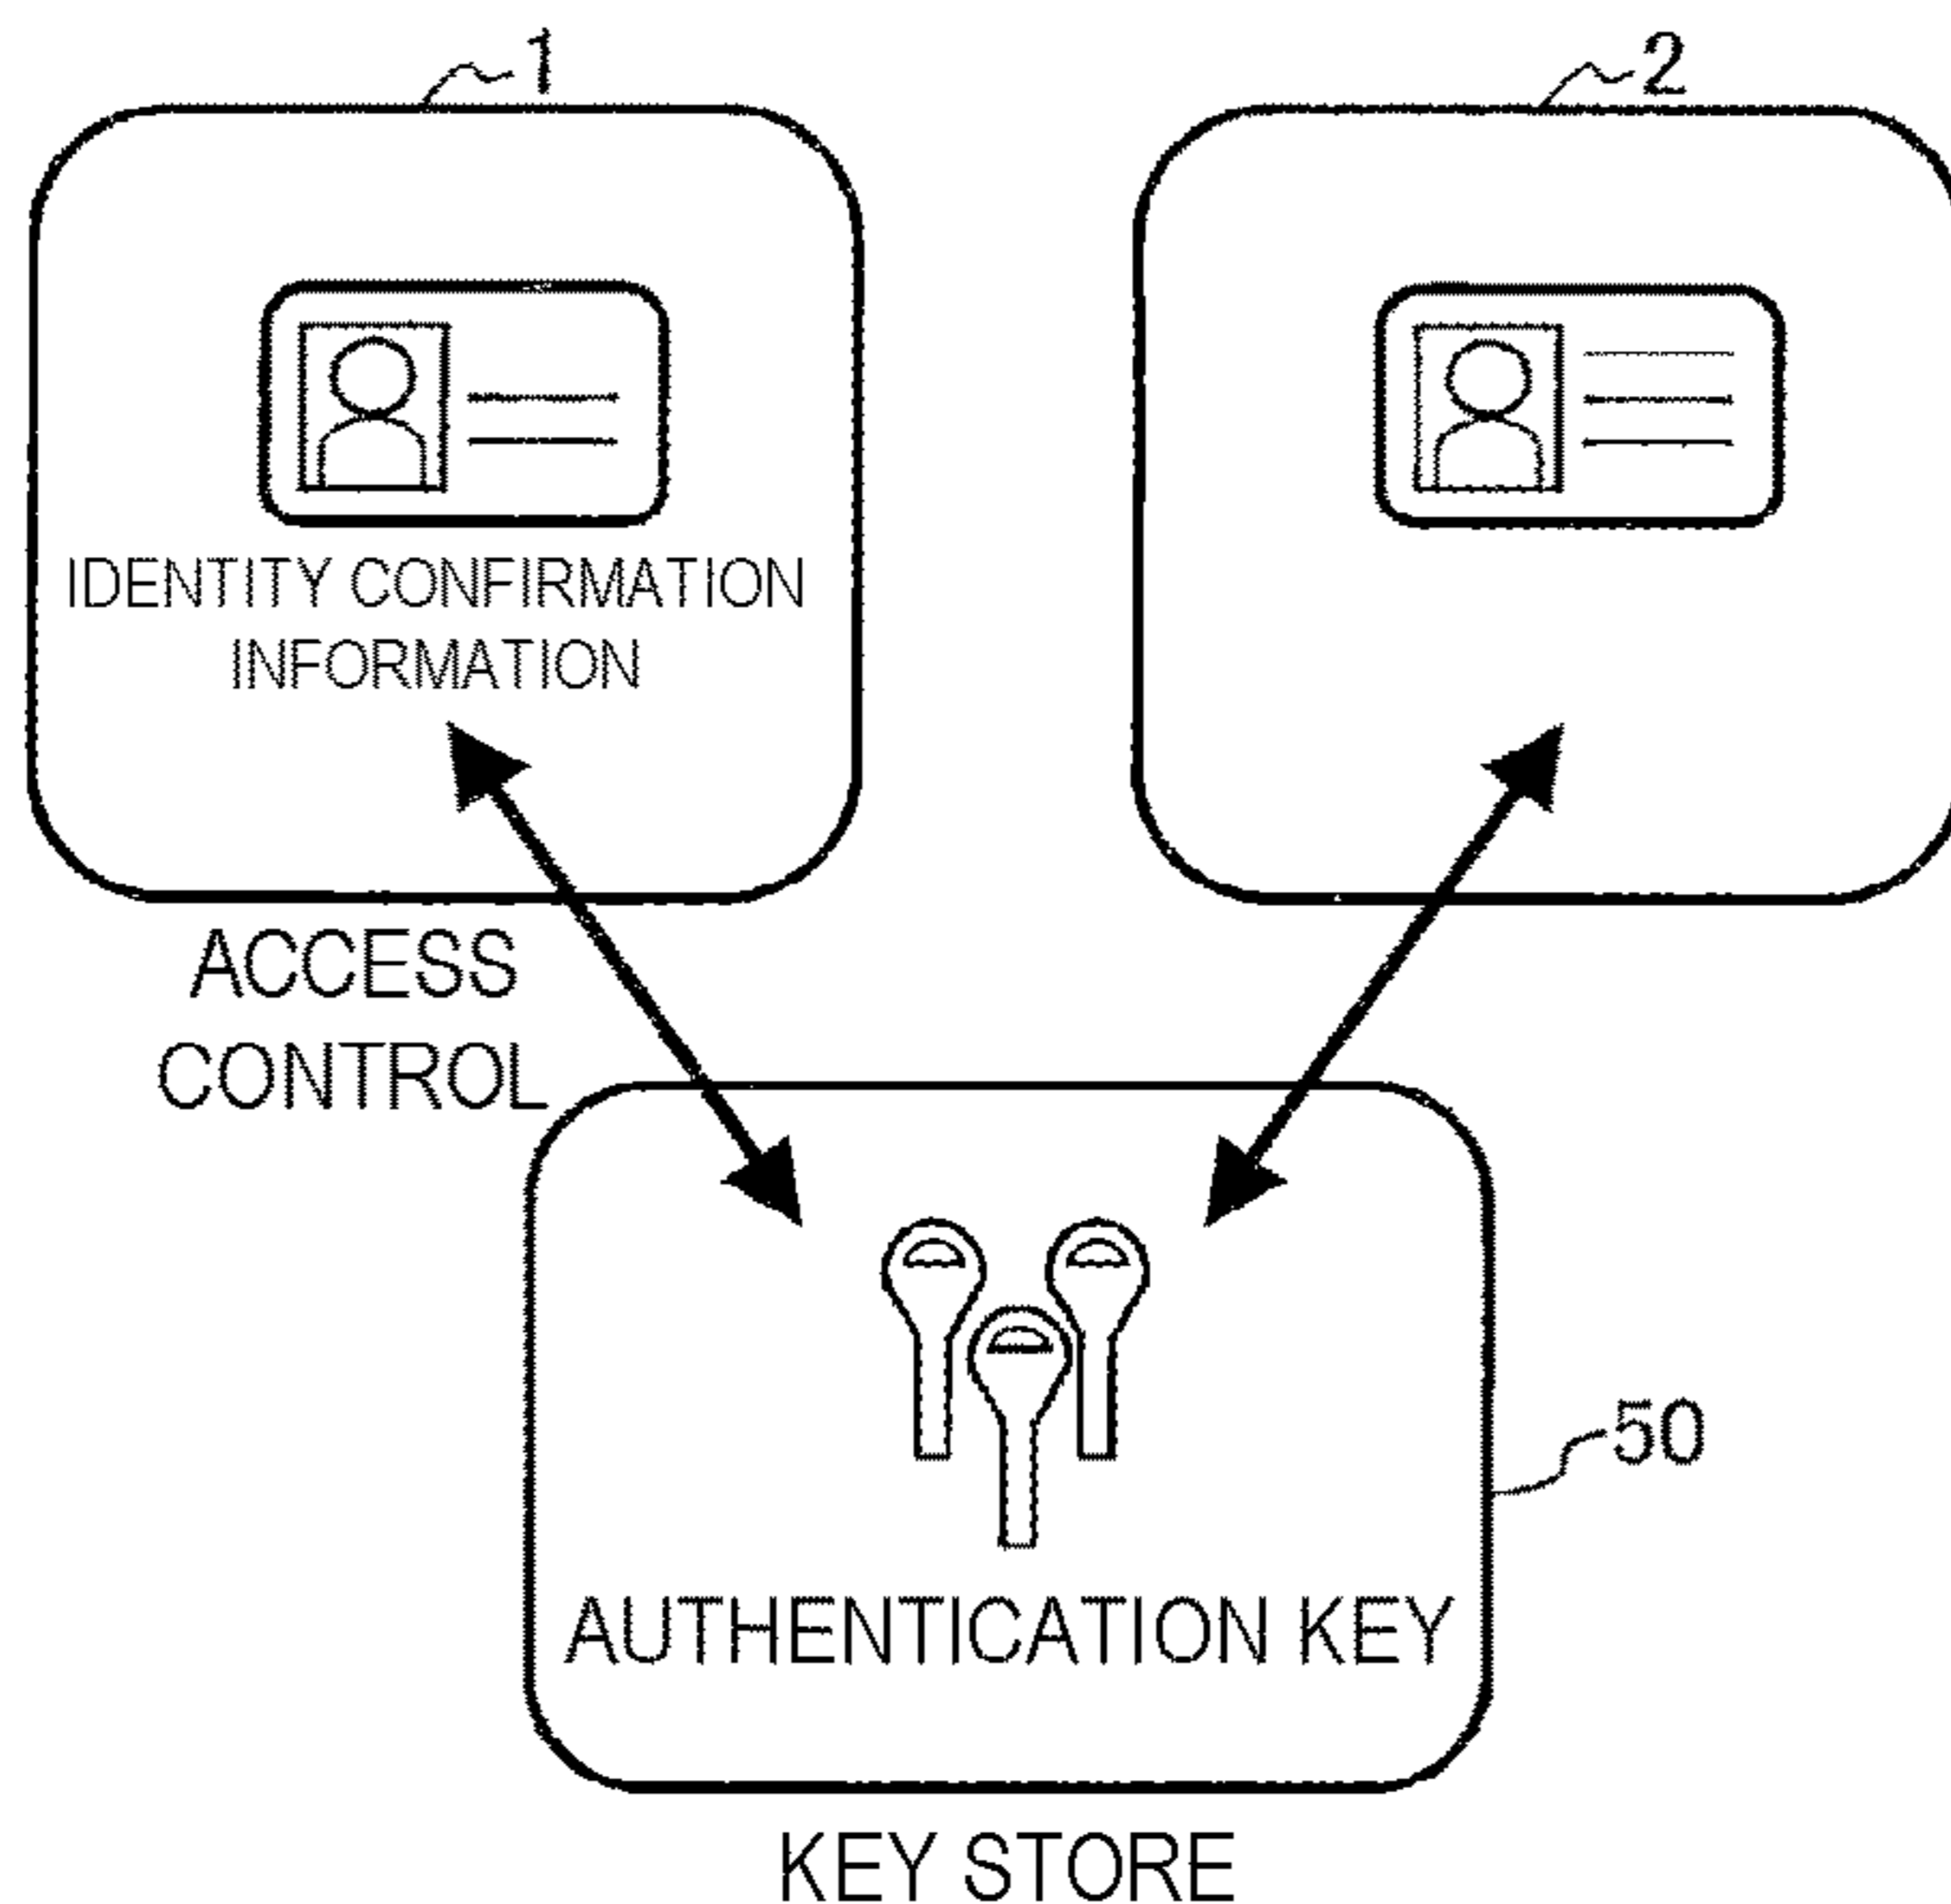 1
2
IDENTITY CONFIRMATION
INFORMATION
ACCESS
CONTROL
50
AUTHENTICATION KEY
KEY STORE